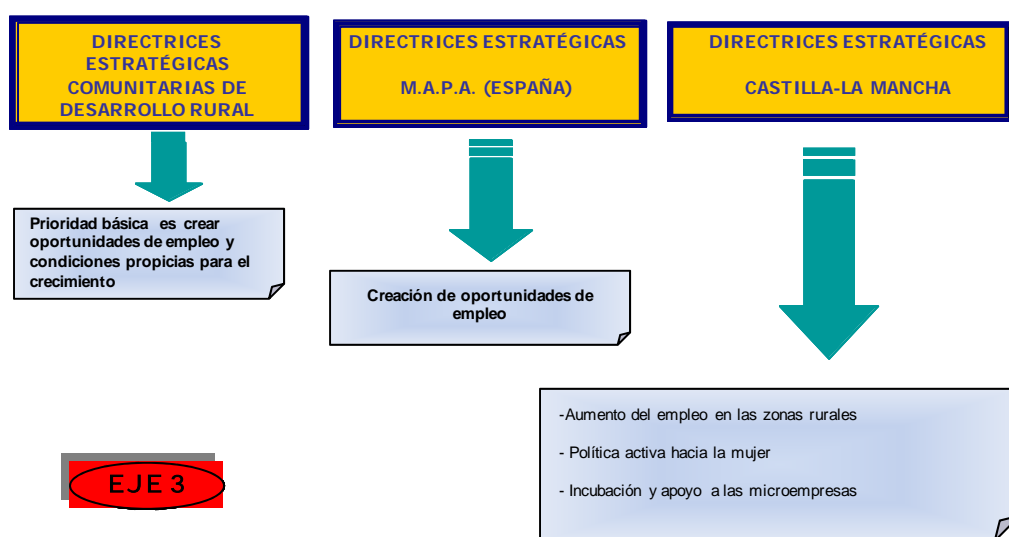 DIRECTRICES
ESTRATÉGICAS
COMUNITARIAS DE
DESARROLLO RURAL
DIRECTRICES ESTRATÉGICAS
M.A.P.A. (ESPAÑA)
DIRECTRICES ESTRATÉGICAS
CASTILLA-LA MANCHA
Prioridad básica es crear
oportunidades de empleo y
condiciones propicias para el
crecimiento
Creación de oportunidades de
empleo
-Aumento del empleo en las zonas rurales
- Política activa hacia la mujer
- Incubación y apoyo a las microempresas
EJE 3